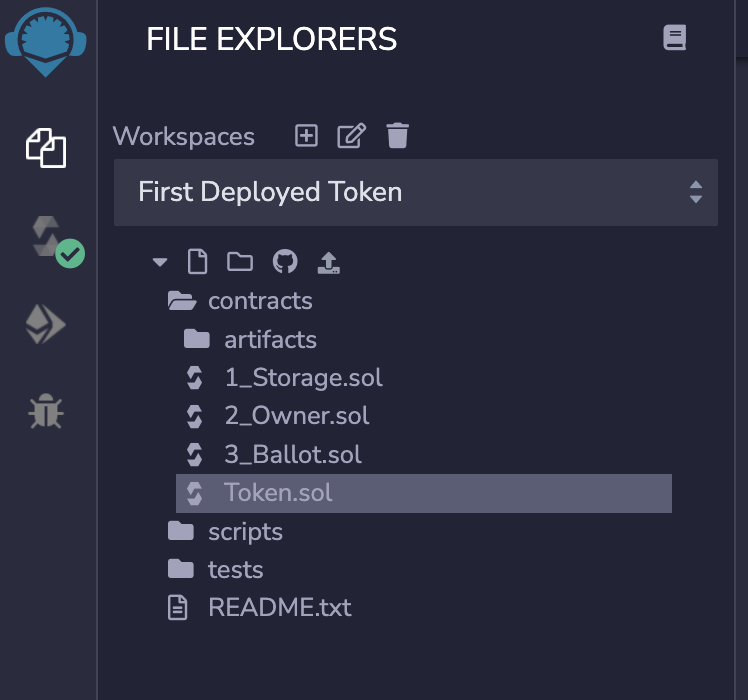 FILE EXPLORERS
Workspaces
First Deployed Token
contracts
artifacts
1_Storage.sol
2_Owner.sol
3_Ballot.sol
Token.sol
scripts
tests
README.txt